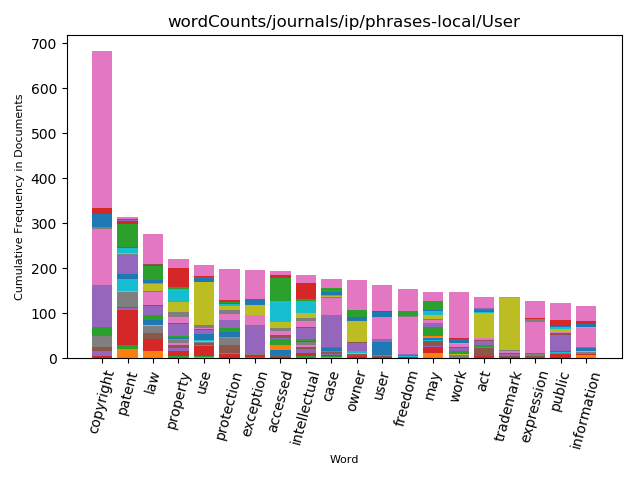 wordCounts/journals/ip/phrases-local/User
Cumulative Frequency in Documents
700
600
500
400
300
200
100
0
copyright
patent
law
property
use
protection
exception
accessed
intellectual
case
owner
user
freedom
may
work
act
trademark
expression
public
information
Word